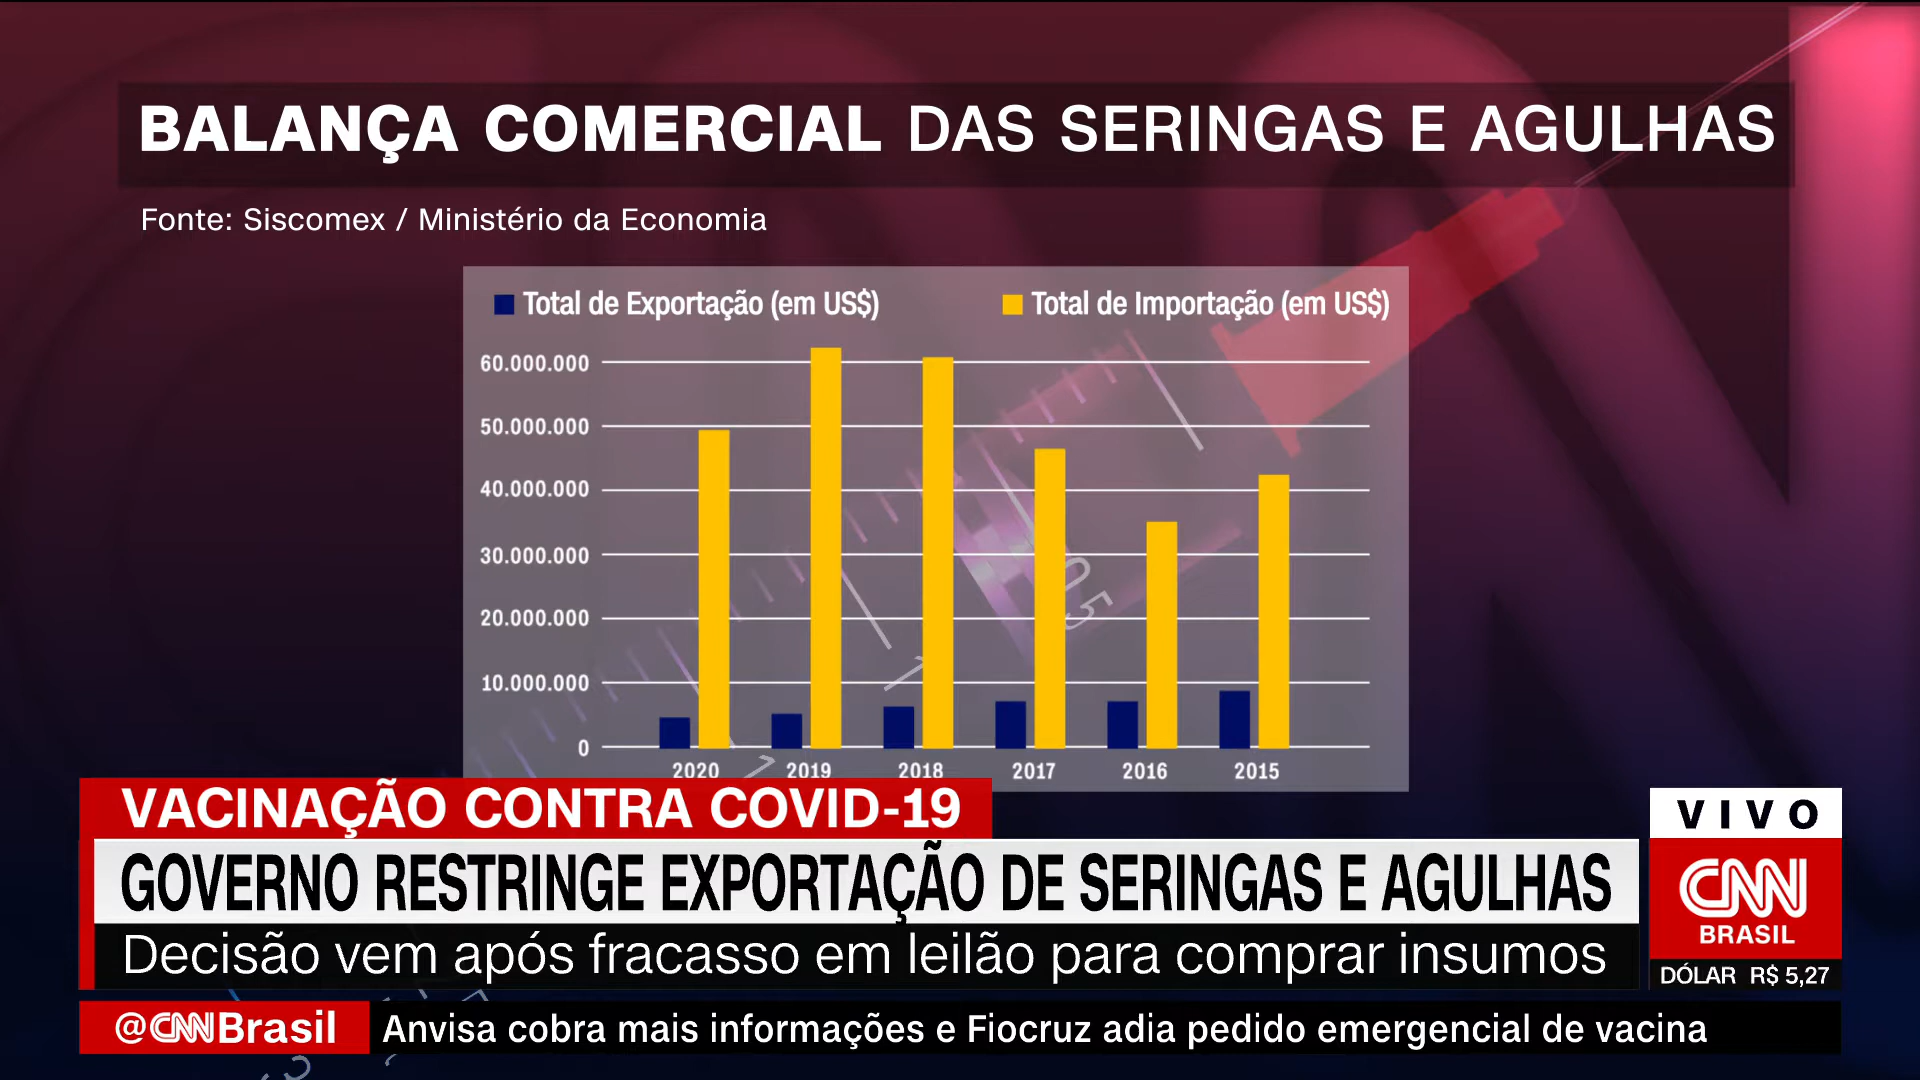 BALANÇA COMERCIAL DAS SERINGAS E AGULHAS
Fonte: Siscomex / Ministério da Economia
Total de Exportação (em US$)
Total de Importação (em US$)
60.000.000
50.000.000
40.000.000
30.000.000
20.000.000
10.000.000
0
2020 2019 2018 2017 2016 2015
VACINAÇÃO CONTRA COVID-19
GOVERNO RESTRINGE EXPORTAÇÃO DE SERINGAS E AGULHAS
Decisão vem após fracasso em leilão para comprar insumos
VIVO
CNN
BRASIL
DÓLAR R$ 5,27
@CNNBrasil
Anvisa cobra mais informações e Fiocruz adia pedido emergencial de vacina